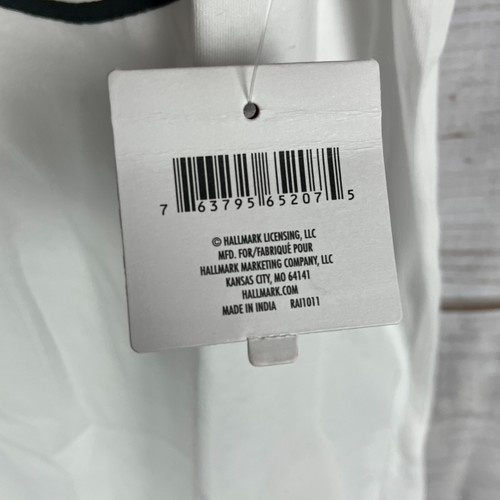 7 63795 65207 5
© HALLMARK LICENSING, LLC
MFD. FOR/FABRIQUÉ POUR
HALLMARK MARKETING COMPANY, LLC
KANSAS CITY, MO 64141
HALLMARK.COM
MADE IN INDIA RAI1011